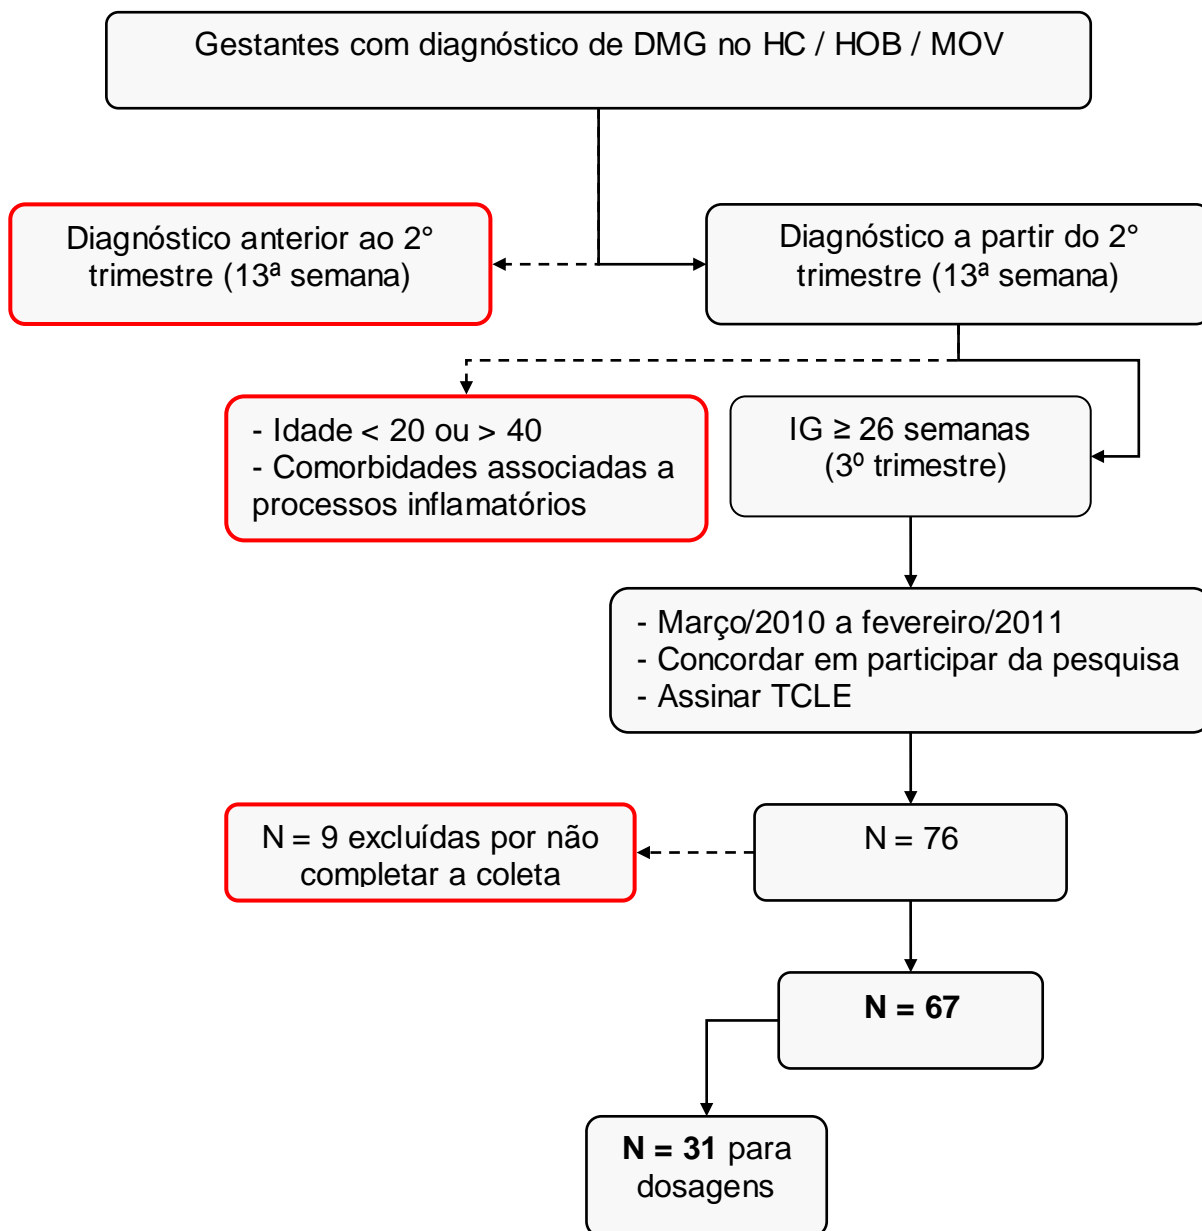 Gestantes com diagnóstico de DMG no HC / HOB / MOV
Diagnóstico anterior ao 2°
trimestre (13ª semana)
Diagnóstico a partir do 2°
trimestre (13ª semana)
- Idade < 20 ou > 40
- Comorbidades associadas a
processos inflamatórios
IG ≥ 26 semanas
(3º trimestre)
- Março/2010 a fevereiro/2011
- Concordar em participar da pesquisa
- Assinar TCLE
N = 9 excluídas por não
completar a coleta
N = 76
N = 67
N = 31 para
dosagens